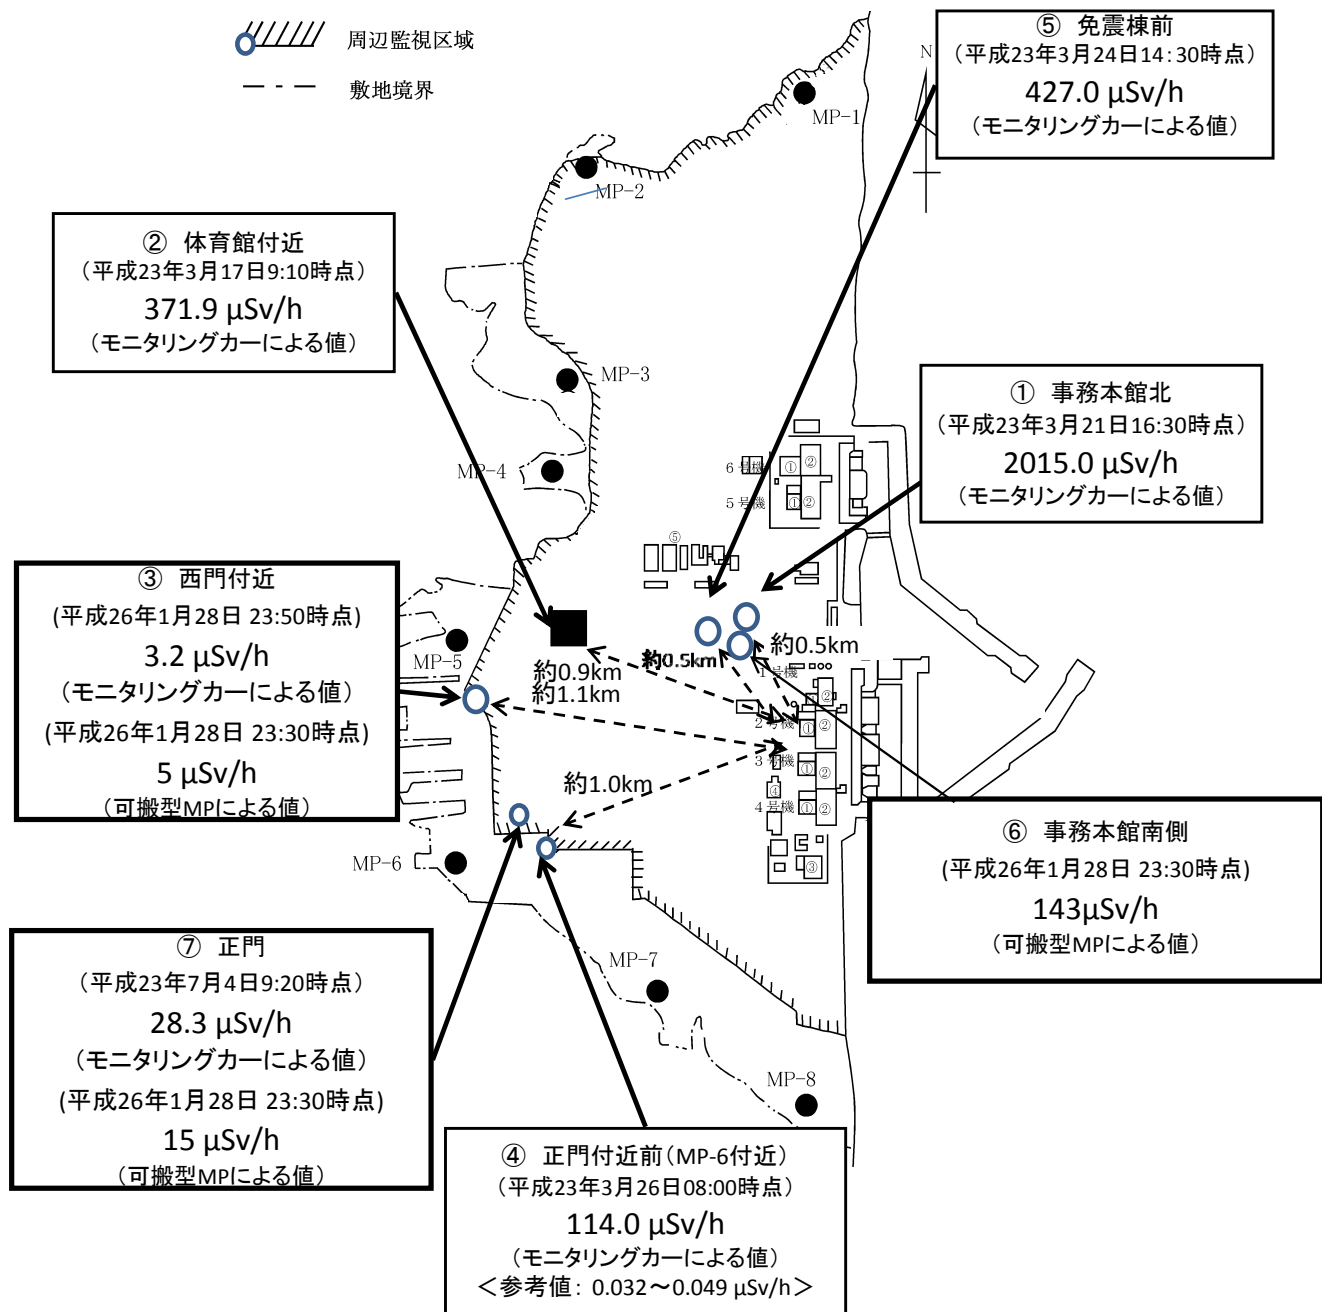 周辺監視区域
敷地境界
⑤ 免震棟前
（平成23年3月24日14:30時点）
427.0 μSv/h
（モニタリングカーによる値）
N
MP-1
MP-2
② 体育館付近
（平成23年3月17日9:10時点）
371.9 μSv/h
（モニタリングカーによる値）
MP-3
① 事務本館北
（平成23年3月21日16:30時点）
2015.0 μSv/h
（モニタリングカーによる値）
MP-4
6号機
① ②
5号機
① ②
⑤
③ 西門付近
(平成26年1月28日 23:50時点)
3.2 μSv/h
（モニタリングカーによる値）
(平成26年1月28日 23:30時点)
5 μSv/h
（可搬型MPによる値）
MP-5
約0.9km
約1.1km
約0.5km
約0.5km
1号機
②
2号機
① ②
3号機
① ②
④
4号機
① ②
③
約1.0km
MP-6
⑥ 事務本館南側
(平成26年1月28日 23:30時点)
143μSv/h
（可搬型MPによる値）
⑦ 正門
（平成23年7月4日9:20時点）
28.3 μSv/h
（モニタリングカーによる値）
(平成26年1月28日 23:30時点)
15 μSv/h
（可搬型MPによる値）
MP-7
MP-8
④ 正門付近前（MP-6付近）
（平成23年3月26日08:00時点）
114.0 μSv/h
（モニタリングカーによる値）
＜参考値： 0.032～0.049 μSv/h＞